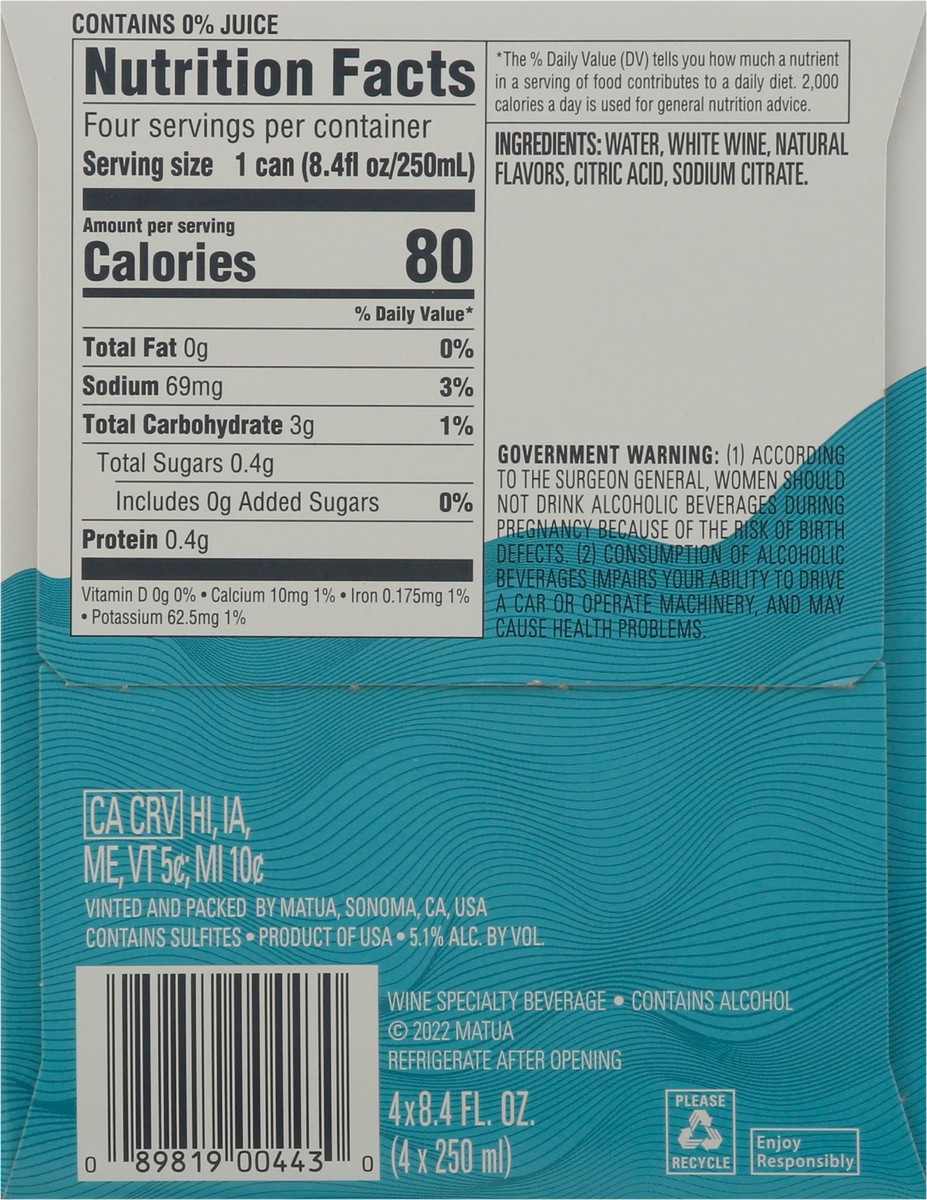 CONTAINS 0% JUICE
Nutrition Facts
Four servings per container
Serving size 1 can (8.4fl oz/250mL)
Amount per serving
Calories 80
% Daily Value*
Total Fat 0g 0%
Sodium 69mg 3%
Total Carbohydrate 3g 1%
Total Sugars 0.4g
Includes 0g Added Sugars 0%
Protein 0.4g
Vitamin D 0g 0% • Calcium 10mg 1% • Iron 0.175mg 1%
• Potassium 62.5mg 1%
*The % Daily Value (DV) tells you how much a nutrient
in a serving of food contributes to a daily diet. 2,000
calories a day is used for general nutrition advice.
INGREDIENTS: WATER, WHITE WINE, NATURAL
FLAVORS, CITRIC ACID, SODIUM CITRATE.
GOVERNMENT WARNING: (1) ACCORDING
TO THE SURGEON GENERAL, WOMEN SHOULD
NOT DRINK ALCOHOLIC BEVERAGES DURING
PREGNANCY BECAUSE OF THE RISK OF BIRTH
DEFECTS. (2) CONSUMPTION OF ALCOHOLIC
BEVERAGES IMPAIRS YOUR ABILITY TO DRIVE
A CAR OR OPERATE MACHINERY, AND MAY
CAUSE HEALTH PROBLEMS.
CA CRV HI, IA,
ME, VT 5¢; MI 10¢
VINTED AND PACKED BY MATUA, SONOMA, CA, USA
CONTAINS SULFITES • PRODUCT OF USA • 5.1% ALC. BY VOL.
0 89819 00443 0
WINE SPECIALTY BEVERAGE • CONTAINS ALCOHOL
© 2022 MATUA
REFRIGERATE AFTER OPENING
4x8.4 FL. OZ.
(4 x 250 ml)
PLEASE
RECYCLE
Enjoy
Responsibly